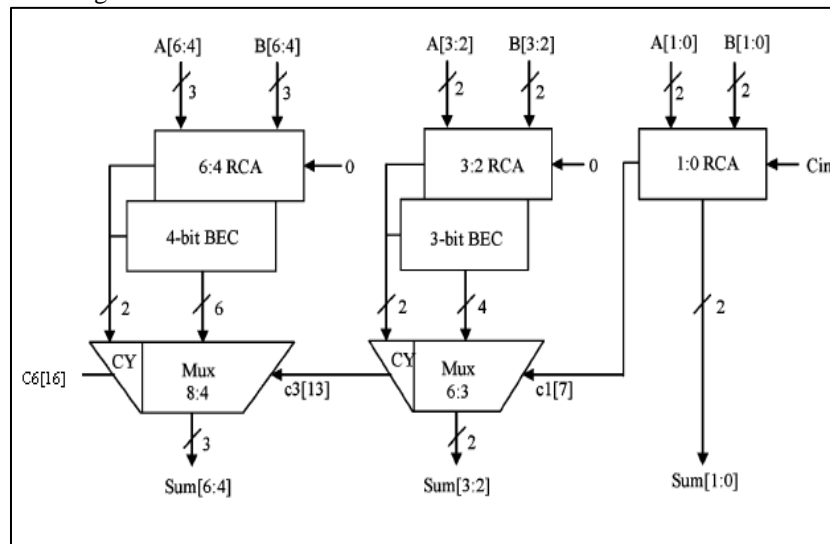 A[6:4] B[6:4] A[3:2] B[3:2] A[1:0] B[1:0]
3 3 2 2 2 2
6:4 RCA 0 3:2 RCA 0 1:0 RCA Cin
4-bit BEC 3-bit BEC
2 6 2 4 2
CY Mux 8:4 CY Mux 6:3
C6[16] c3[13] c1[7]
3 2
Sum[6:4] Sum[3:2] Sum[1:0]